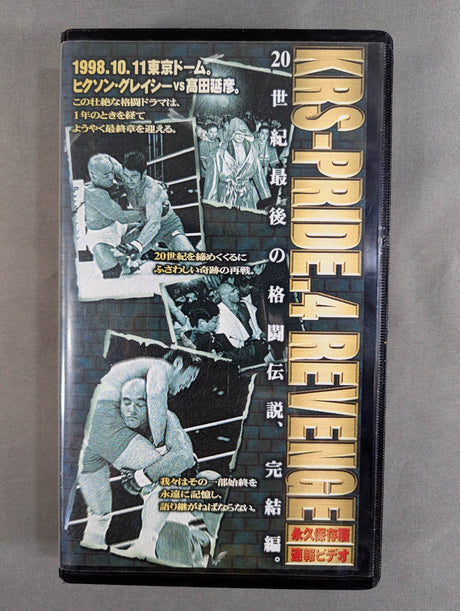 1998.10.11東京ドーム。
ヒクソン・グレイシーVS高田延彦。
この壮絶な格闘ドラマは、
1年のときを経て
ようやく最終章を迎える。
20世紀最後の格闘伝説、完結編。
KRS-PRIDE.4 REVENGE
20世紀を締めくくるに
ふさわしい奇跡の再戦。
我々はその一部始終を
永遠に記憶し、
語り継がねばならない。
永久保存版
速報ビデオ